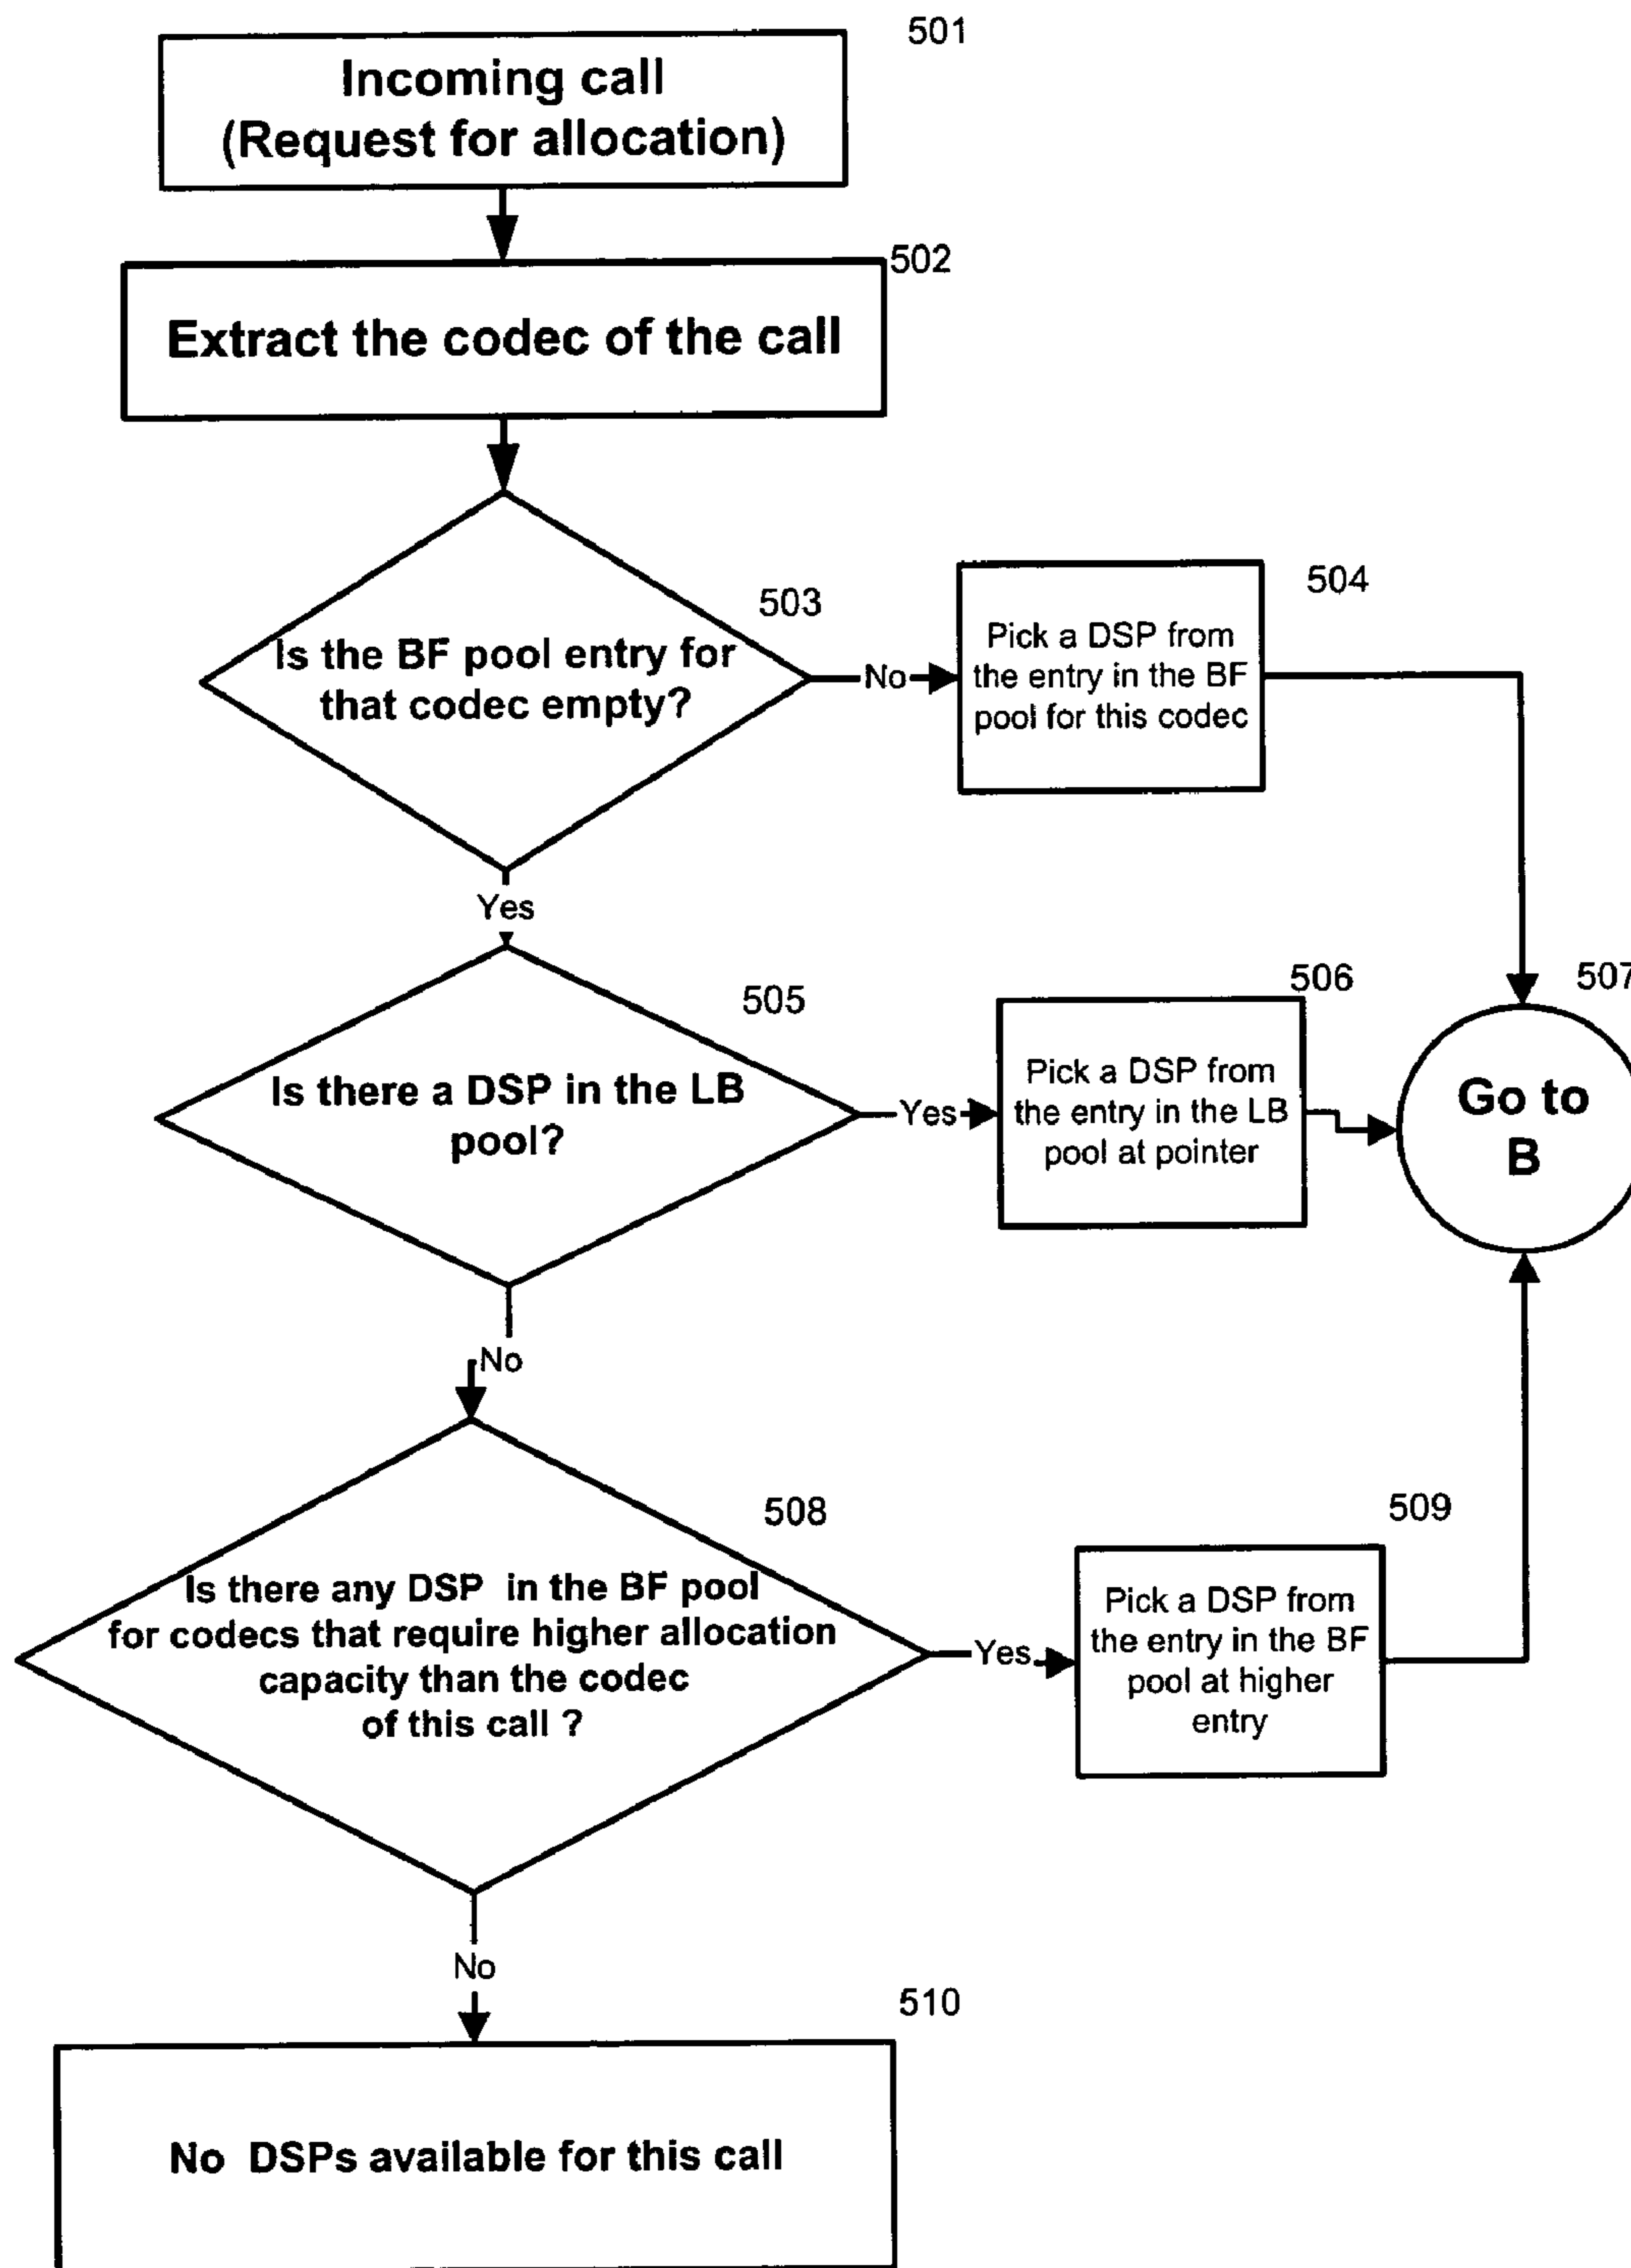 501
Incoming call
(Request for allocation)
502
Extract the codec of the call
503
Is the BF pool entry for
that codec empty?
No
504
Pick a DSP from
the entry in the BF
pool for this codec
Yes
505
Is there a DSP in the LB
pool?
Yes
506
Pick a DSP from
the entry in the LB
pool at pointer
507
Go to
B
No
508
Is there any DSP in the BF pool
for codecs that require higher allocation
capacity than the codec
of this call ?
Yes
509
Pick a DSP from
the entry in the BF
pool at higher
entry
No
510
No DSPs available for this call